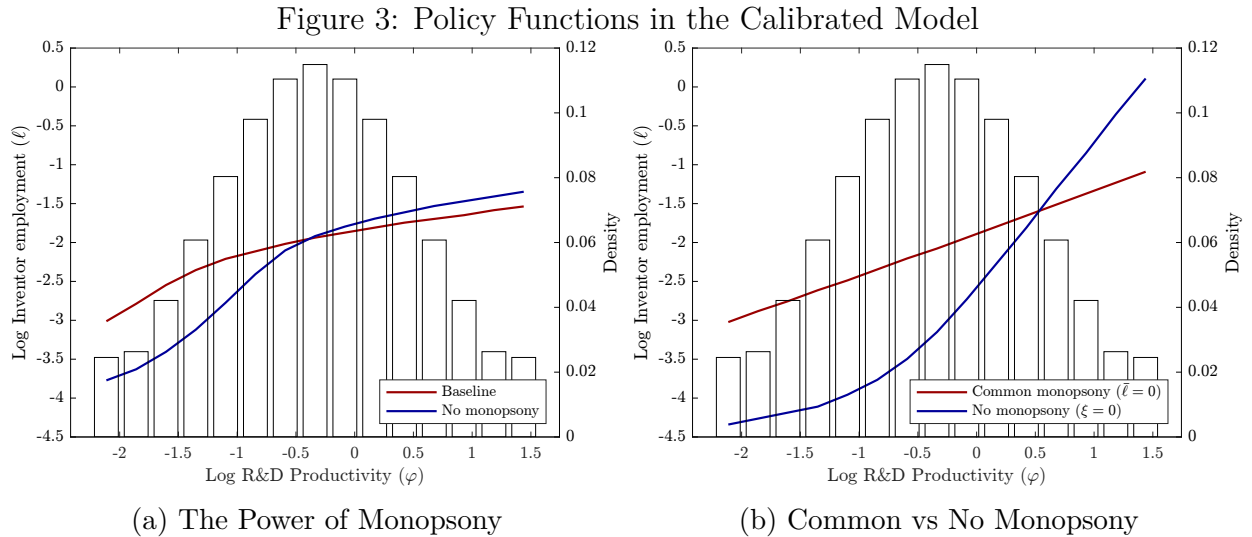 Figure 3: Policy Functions in the Calibrated Model
0.5
0
-0.5
-1
-1.5
-2
-2.5
-3
-3.5
-4
-4.5
Log Inventor employment (ℓ)
0.12
0.1
0.08
0.06
0.04
0.02
0
Density
Baseline
No monopsony
-2 -1.5 -1 -0.5 0 0.5 1 1.5
Log R&D Productivity (φ)
(a) The Power of Monopsony
0.5
0
-0.5
-1
-1.5
-2
-2.5
-3
-3.5
-4
-4.5
Log Inventor employment (ℓ)
0.12
0.1
0.08
0.06
0.04
0.02
0
Density
Common monopsony (ℓ̄ = 0)
No monopsony (ξ = 0)
-2 -1.5 -1 -0.5 0 0.5 1 1.5
Log R&D Productivity (φ)
(b) Common vs No Monopsony